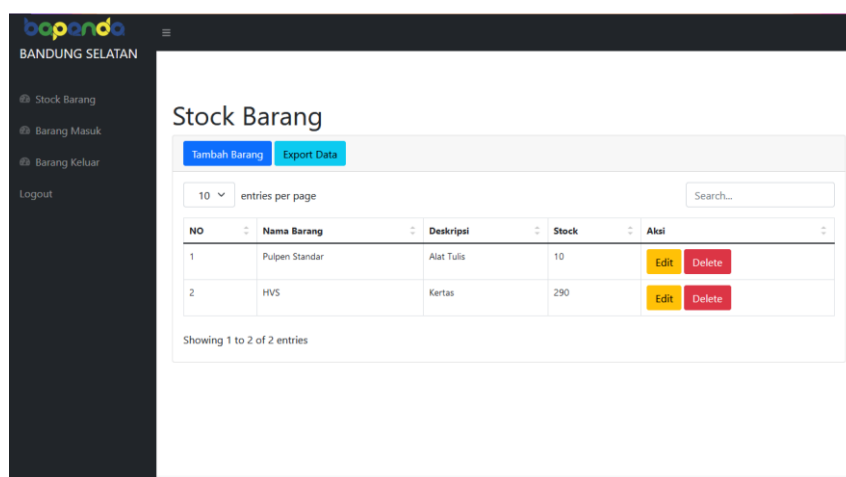 bapenda
BANDUNG SELATAN
Stock Barang
Barang Masuk
Barang Keluar
Logout
Stock Barang
Tambah Barang Export Data
10 entries per page Search...
NO Nama Barang Deskripsi Stock Aksi
1 Pulpen Standar Alat Tulis 10 Edit Delete
2 HVS Kertas 290 Edit Delete
Showing 1 to 2 of 2 entries